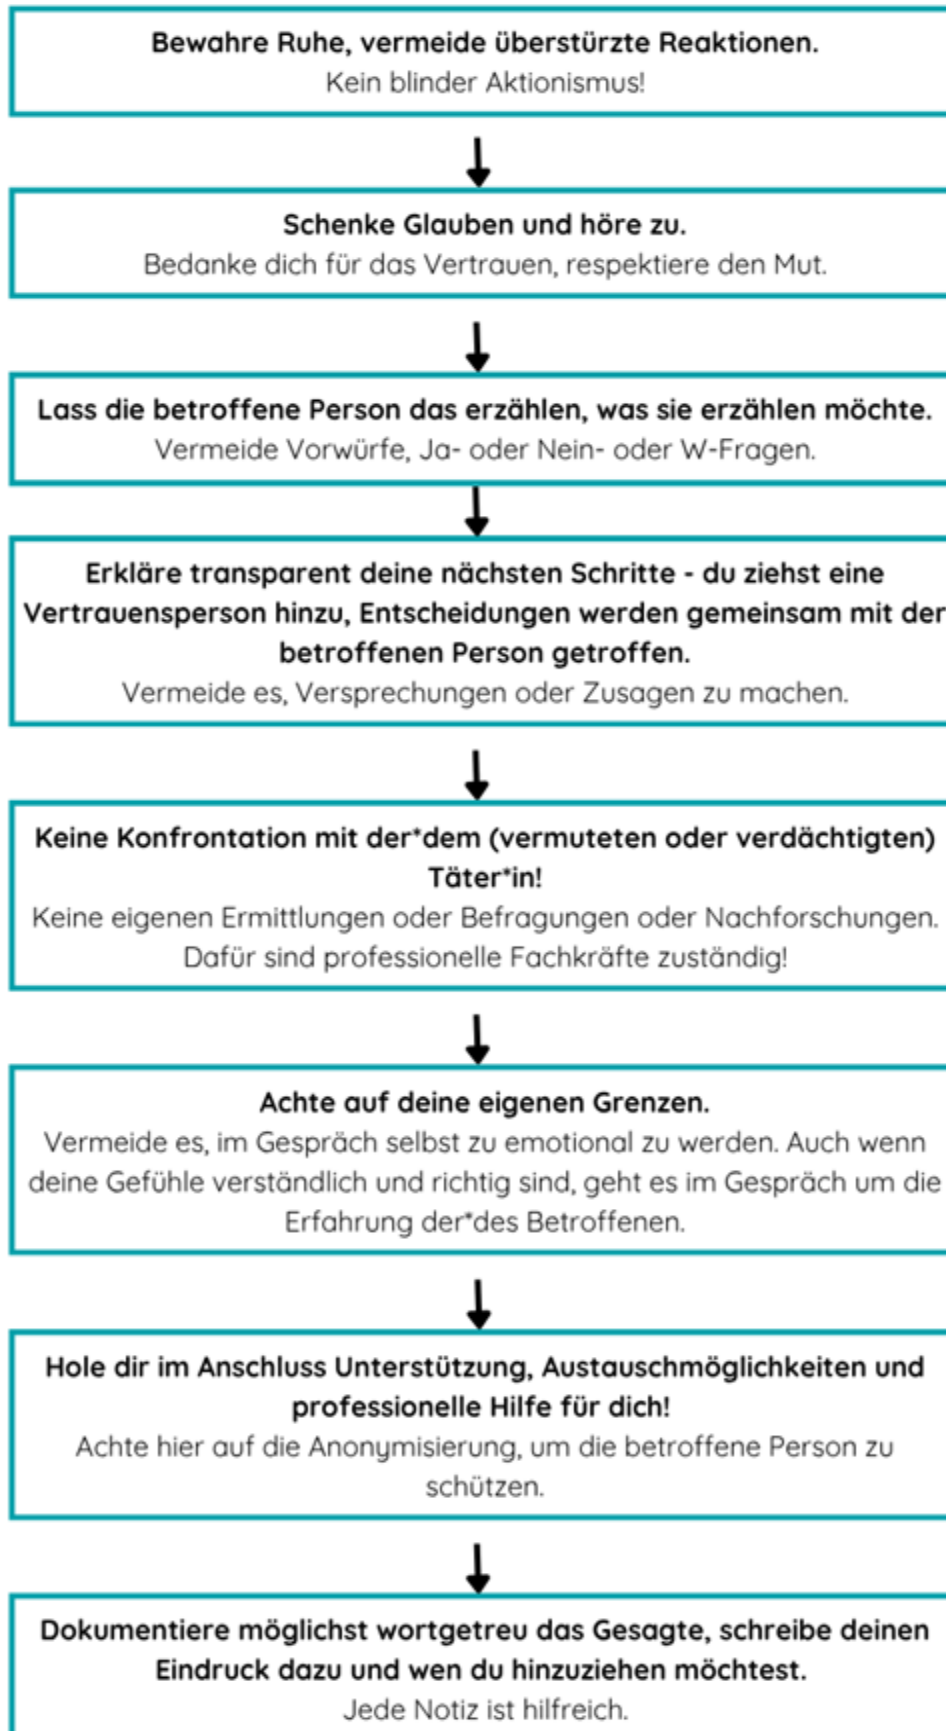 Bewahre Ruhe, vermeide überstürzte Reaktionen.
Kein blinder Aktionismus!
Schenke Glauben und höre zu.
Bedanke dich für das Vertrauen, respektiere den Mut.
Lass die betroffene Person das erzählen, was sie erzählen möchte.
Vermeide Vorwürfe, Ja- oder Nein- oder W-Fragen.
Erkläre transparent deine nächsten Schritte - du ziehst eine
Vertrauensperson hinzu, Entscheidungen werden gemeinsam mit der
betroffenen Person getroffen.
Vermeide es, Versprechungen oder Zusagen zu machen.
Keine Konfrontation mit der*dem (vermuteten oder verdächtigten)
Täter*in!
Keine eigenen Ermittlungen oder Befragungen oder Nachforschungen.
Dafür sind professionelle Fachkräfte zuständig!
Achte auf deine eigenen Grenzen.
Vermeide es, im Gespräch selbst zu emotional zu werden. Auch wenn
deine Gefühle verständlich und richtig sind, geht es im Gespräch um die
Erfahrung der*des Betroffenen.
Hole dir im Anschluss Unterstützung, Austauschmöglichkeiten und
professionelle Hilfe für dich!
Achte hier auf die Anonymisierung, um die betroffene Person zu
schützen.
Dokumentiere möglichst wortgetreu das Gesagte, schreibe deinen
Eindruck dazu und wen du hinzuziehen möchtest.
Jede Notiz ist hilfreich.